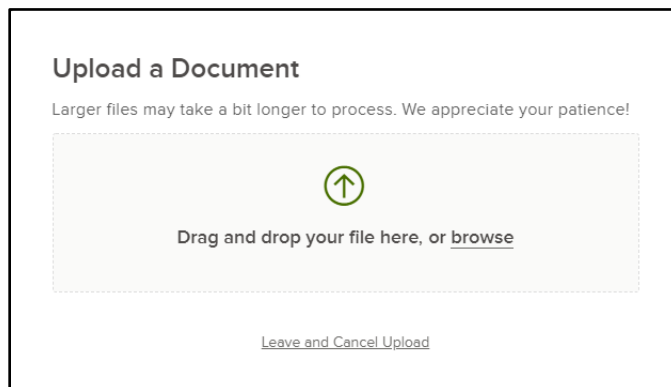 Upload a Document
Larger files may take a bit longer to process. We appreciate your patience!
Drag and drop your file here, or browse
Leave and Cancel Upload